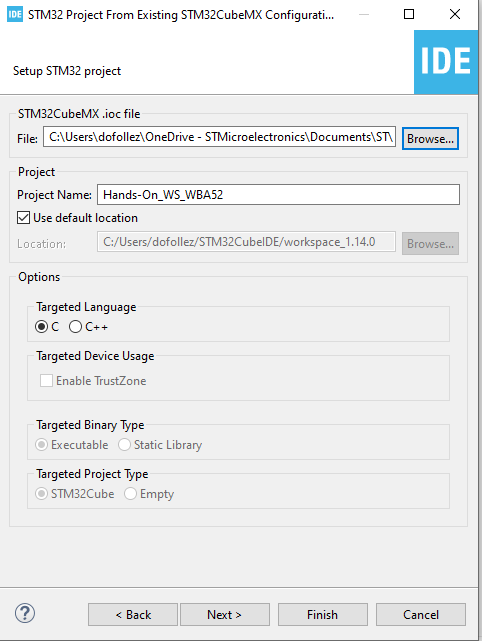 IDE STM32 Project From Existing STM32CubeMX Configurati...
Setup STM32 project
IDE
STM32CubeMX .ioc file
File: C:\Users\dofollez\OneDrive - STMicroelectronics\Documents\ST\ Browse...
Project
Project Name: Hands-On_WS_WBA52
Use default location
Location: C:/Users/dofollez/STM32CubeIDE/workspace_1.14.0 Browse...
Options
Targeted Language
C C++
Targeted Device Usage
Enable TrustZone
Targeted Binary Type
Executable Static Library
Targeted Project Type
STM32Cube Empty
? < Back Next > Finish Cancel